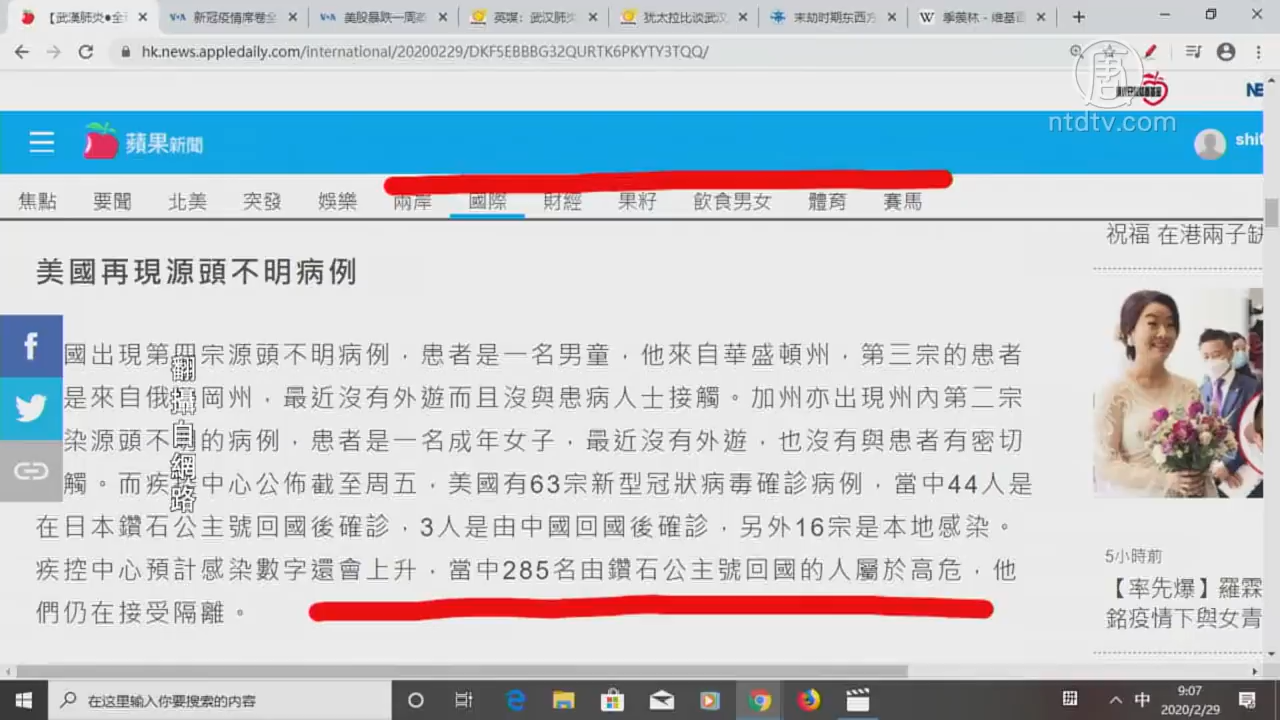 【武漢肺炎●全
新冠疫情席卷全
美股暴跌一周
英媒：武汉肺炎
犹太拉比谈武汉
末劫时期东西方
季羡林 - 维基百
hk.news.appledaily.com/international/20200229/DKF5EBBBG32QURTK6PKYTY3TQQ/
唐
ntdtv.com
NE
蘋果新聞
shif
焦點 要聞 北美 突發 娛樂 兩岸 國際 財經 果籽 飲食男女 體育 賽馬
祝福 在港兩子缺
美國再現源頭不明病例
國出現第四宗源頭不明病例，患者是一名男童，他來自華盛頓州，第三宗的患者
是來自俄岡州，最近沒有外遊而且沒與患病人士接觸。加州亦出現州內第二宗
染源頭不明的病例，患者是一名成年女子，最近沒有外遊，也沒有與患者有密切
觸。而疾控中心公佈截至周五，美國有63宗新型冠狀病毒確診病例，當中44人是
在日本鑽石公主號回國後確診，3人是由中國回國後確診，另外16宗是本地感染。
疾控中心預計感染數字還會上升，當中285名由鑽石公主號回國的人屬於高危，他
們仍在接受隔離。
翻攝自網路
5小時前
【率先爆】羅霖
銘疫情下與女青
在这里输入你要搜索的内容
中
9:07
2020/2/29